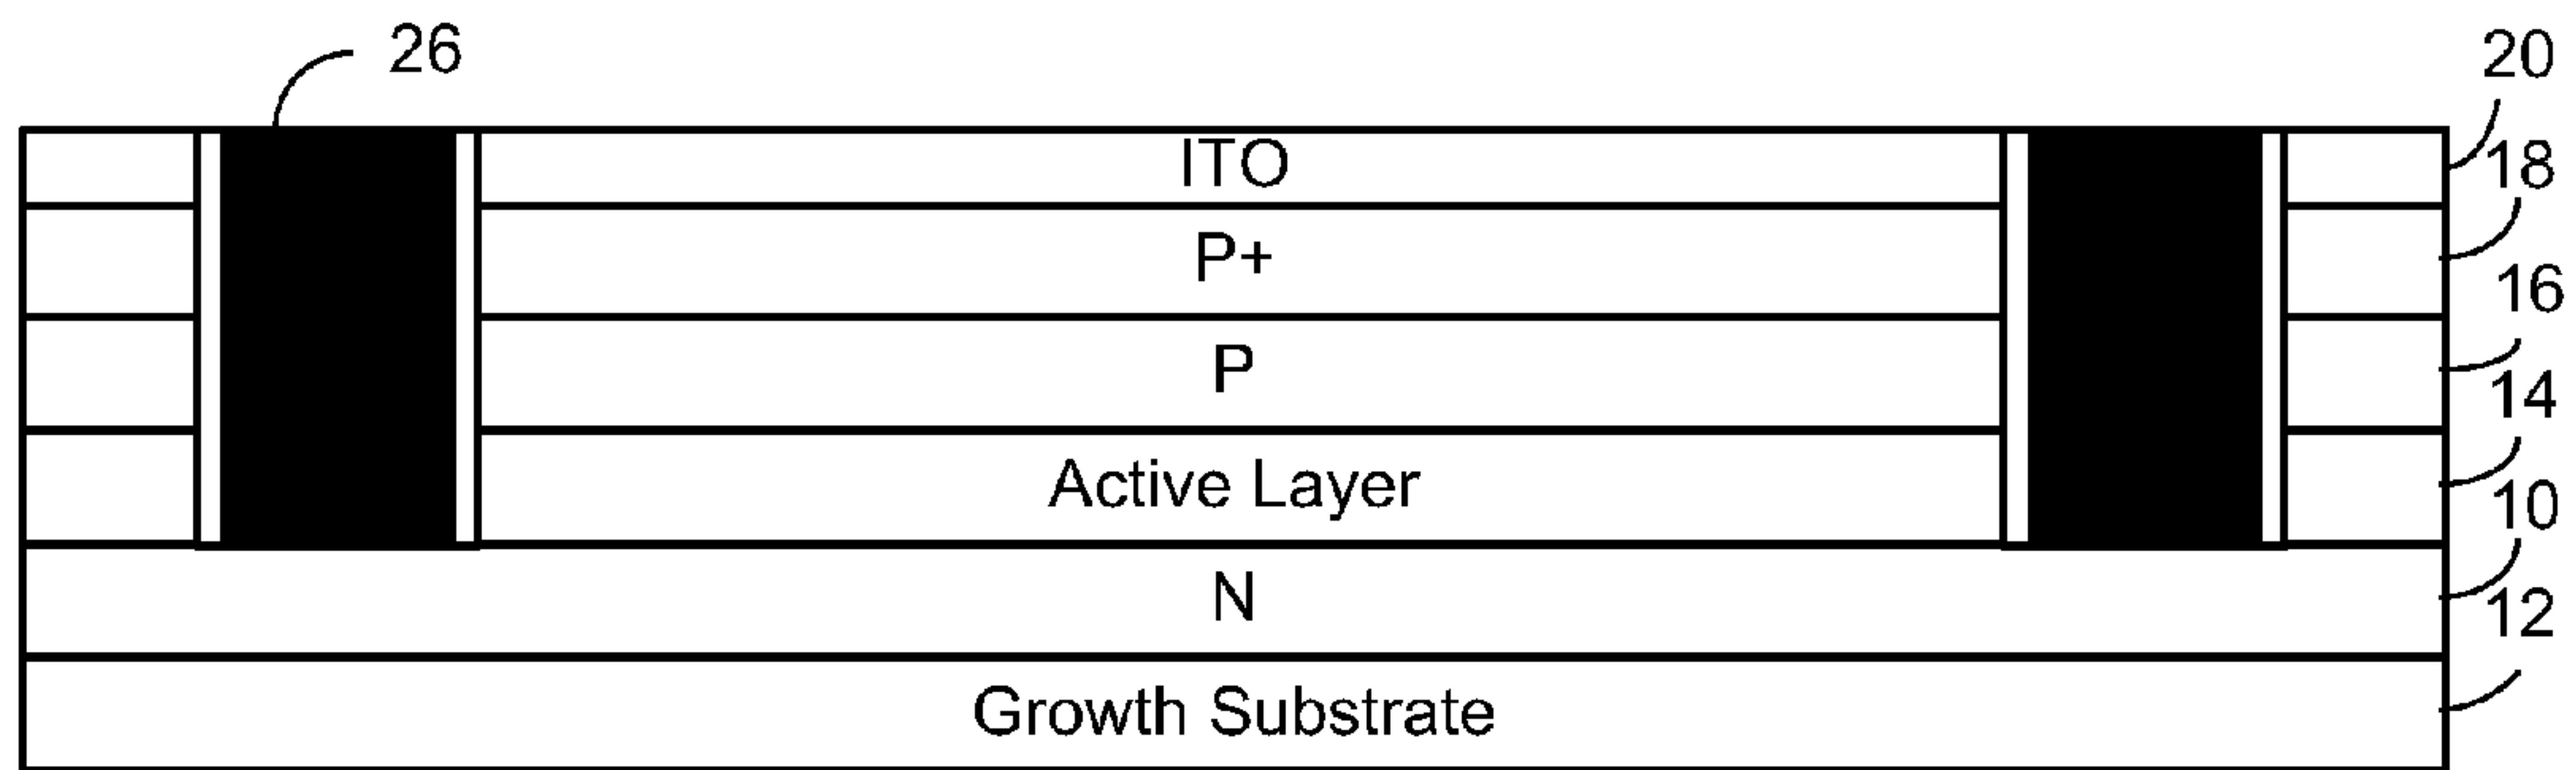 26
20
ITO
18
P+
16
P
14
Active Layer
10
N
12
Growth Substrate